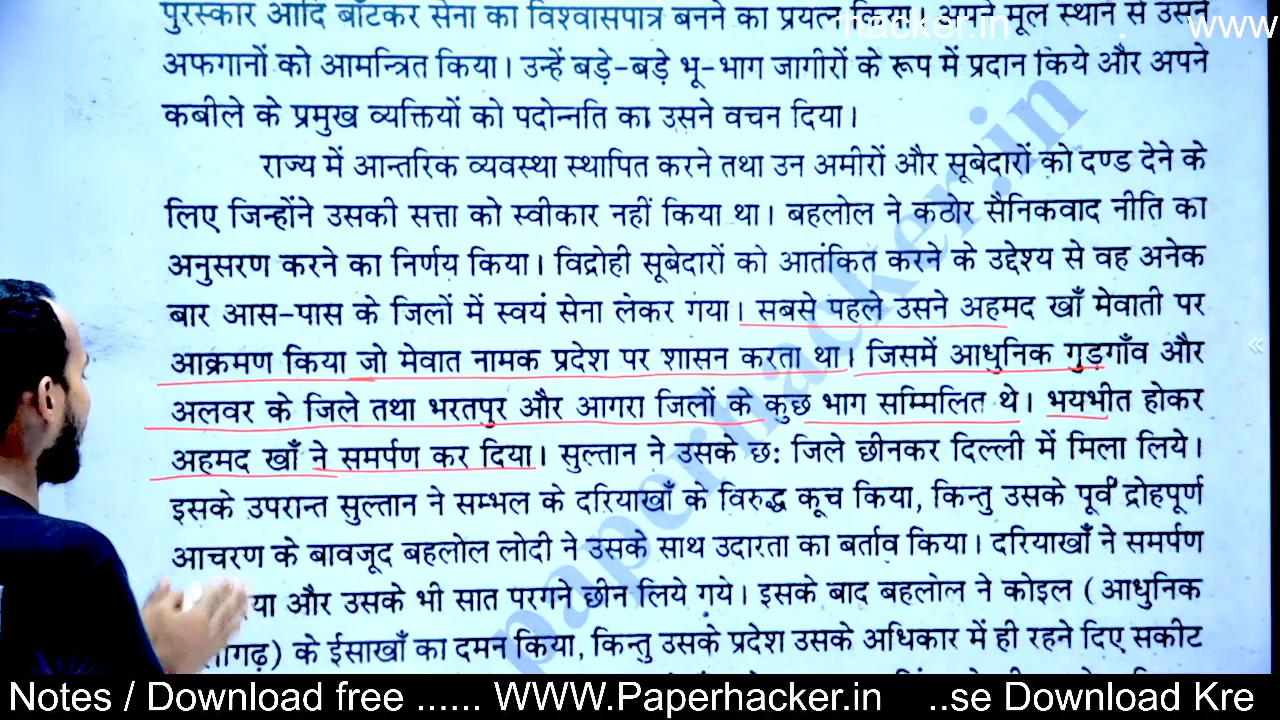 पुरस्कार आदि बाँटकर सेना का विश्वासपात्र बनने का प्रयत्न किया। अपने मूल स्थान से उसने
अफगानों को आमन्त्रित किया। उन्हें बड़े-बड़े भू-भाग जागीरों के रूप में प्रदान किये और अपने
कबीले के प्रमुख व्यक्तियों को पदोन्नति का उसने वचन दिया।
राज्य में आन्तरिक व्यवस्था स्थापित करने तथा उन अमीरों और सूबेदारों को दण्ड देने के
लिए जिन्होंने उसकी सत्ता को स्वीकार नहीं किया था। बहलोल ने कठोर सैनिकवाद नीति का
अनुसरण करने का निर्णय किया। विद्रोही सूबेदारों को आतंकित करने के उद्देश्य से वह अनेक
बार आस-पास के जिलों में स्वयं सेना लेकर गया। सबसे पहले उसने अहमद खाँ मेवाती पर
आक्रमण किया जो मेवात नामक प्रदेश पर शासन करता था। जिसमें आधुनिक गुड़गाँव और
अलवर के जिले तथा भरतपुर और आगरा जिलों के कुछ भाग सम्मिलित थे। भयभीत होकर
अहमद खाँ ने समर्पण कर दिया। सुल्तान ने उसके छः जिले छीनकर दिल्ली में मिला लिये।
इसके उपरान्त सुल्तान ने सम्भल के दरियाखाँ के विरुद्ध कूच किया, किन्तु उसके पूर्व द्रोहपूर्ण
आचरण के बावजूद बहलोल लोदी ने उसके साथ उदारता का बर्ताव किया। दरियाखाँ ने समर्पण
और उसके भी सात परगने छीन लिये गये। इसके बाद बहलोल ने कोइल (आधुनिक
के ईसाखाँ का दमन किया, किन्तु उसके प्रदेश उसके अधिकार में ही रहने दिए सकीट
paperhacker.in
hacker.in www
Notes / Download free ...... WWW.Paperhacker.in ..se Download Kre